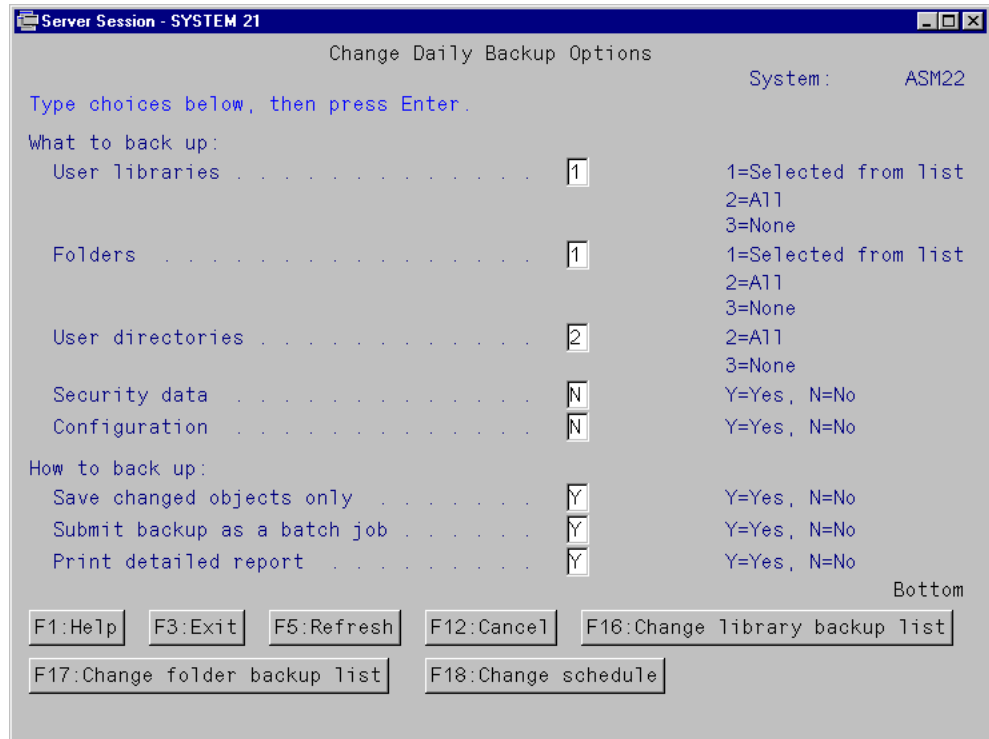 Server Session - SYSTEM 21
Change Daily Backup Options
System: ASM22
Type choices below, then press Enter.
What to back up:
User libraries . . . . . . . . . . . . . 1 1=Selected from list
2=All
3=None
Folders . . . . . . . . . . . . . . . . 1 1=Selected from list
2=All
3=None
User directories . . . . . . . . . . . . 2 2=All
3=None
Security data . . . . . . . . . . . . . N Y=Yes, N=No
Configuration . . . . . . . . . . . . . N Y=Yes, N=No
How to back up:
Save changed objects only . . . . . . . Y Y=Yes, N=No
Submit backup as a batch job . . . . . . Y Y=Yes, N=No
Print detailed report . . . . . . . . . Y Y=Yes, N=No
Bottom
F1:Help F3:Exit F5:Refresh F12:Cancel F16:Change library backup list
F17:Change folder backup list F18:Change schedule